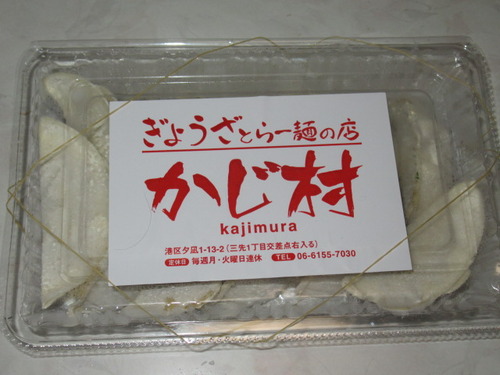 ぎょうざとらー麺の店
かじ村
kajimura
港区夕凪1-13-2(三先1丁目交差点右入る)
定休日 毎週月・火曜日連休 TEL 06-6155-7030